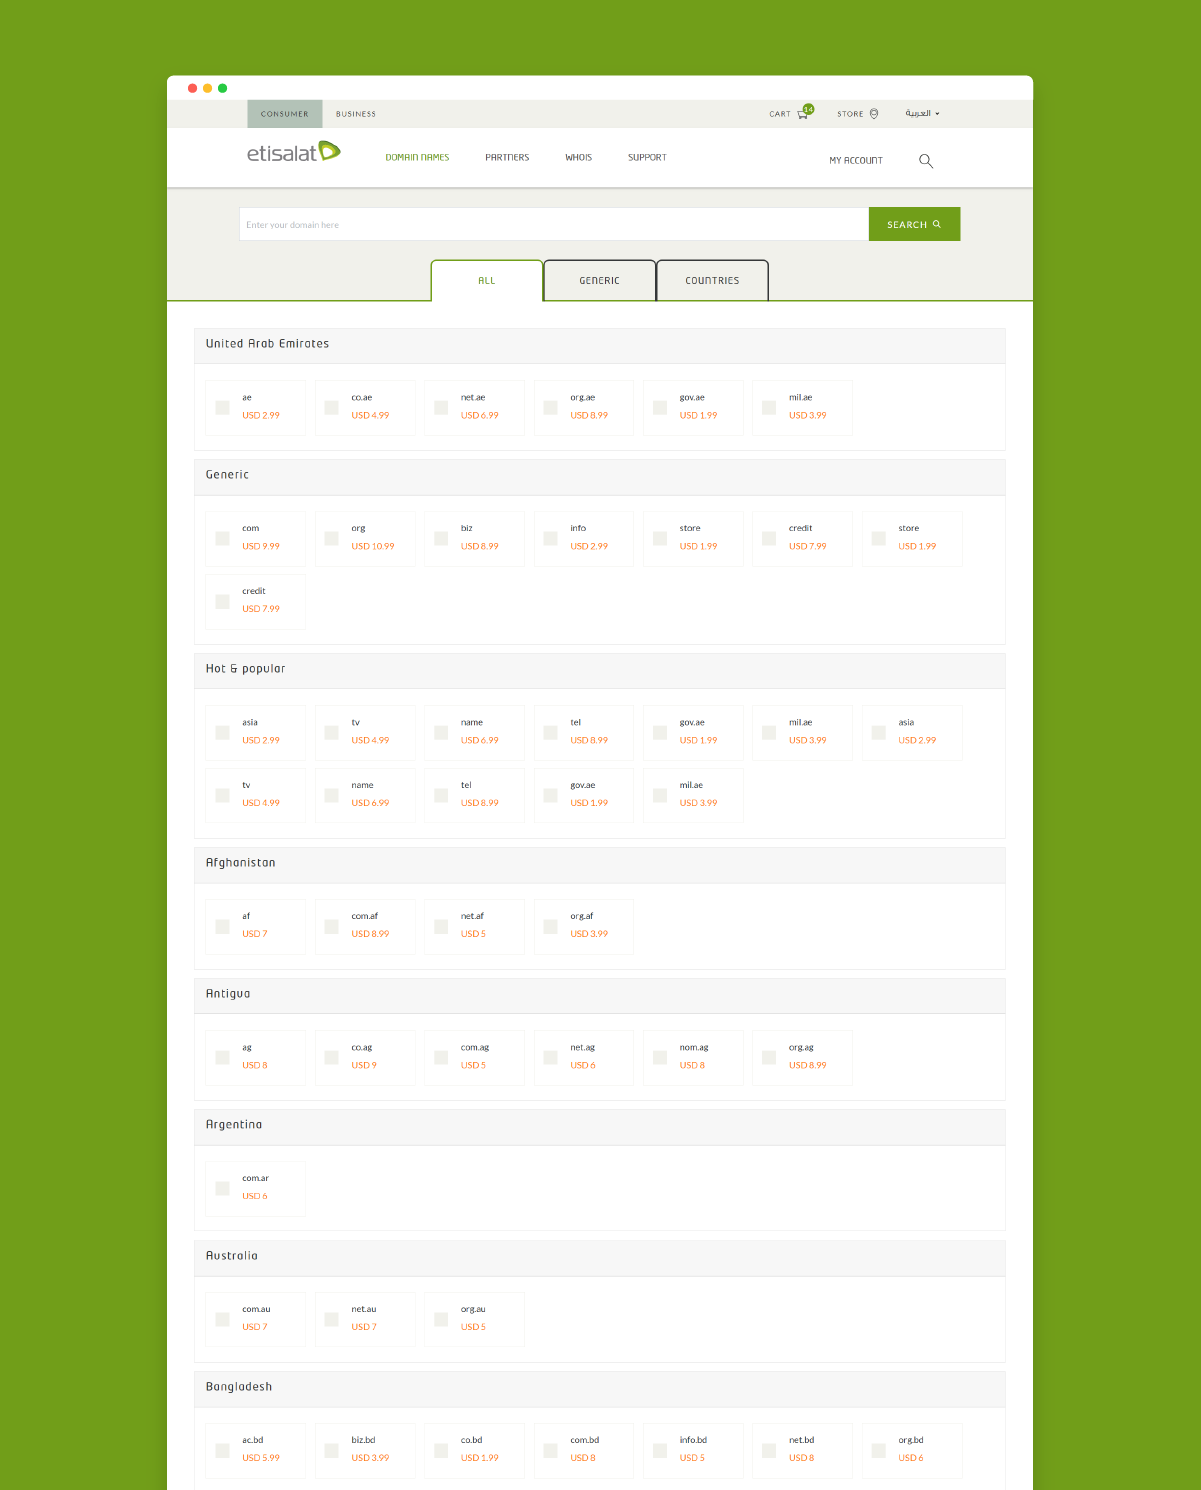 CONSUMER BUSINESS CART 14 STORE العربية
etisalat DOMAIN NAMES PARTNERS WHOIS SUPPORT MY ACCOUNT
Enter your domain here SEARCH
ALL GENERIC COUNTRIES
United Arab Emirates
ae co.ae net.ae org.ae gov.ae mil.ae
USD 2.99 USD 4.99 USD 6.99 USD 8.99 USD 1.99 USD 3.99
Generic
com org biz info store credit store
USD 9.99 USD 10.99 USD 8.99 USD 2.99 USD 1.99 USD 7.99 USD 1.99
credit
USD 7.99
Hot & popular
asia tv name tel gov.ae mil.ae asia
USD 2.99 USD 4.99 USD 6.99 USD 8.99 USD 1.99 USD 3.99 USD 2.99
tv name tel gov.ae mil.ae
USD 4.99 USD 6.99 USD 8.99 USD 1.99 USD 3.99
Afghanistan
af com.af net.af org.af
USD 7 USD 8.99 USD 5 USD 3.99
Antigua
ag co.ag com.ag net.ag nom.ag org.ag
USD 8 USD 9 USD 5 USD 6 USD 8 USD 8.99
Argentina
com.ar
USD 6
Australia
com.au net.au org.au
USD 7 USD 7 USD 5
Bangladesh
ac.bd biz.bd co.bd com.bd info.bd net.bd org.bd
USD 5.99 USD 3.99 USD 1.99 USD 8 USD 5 USD 8 USD 6